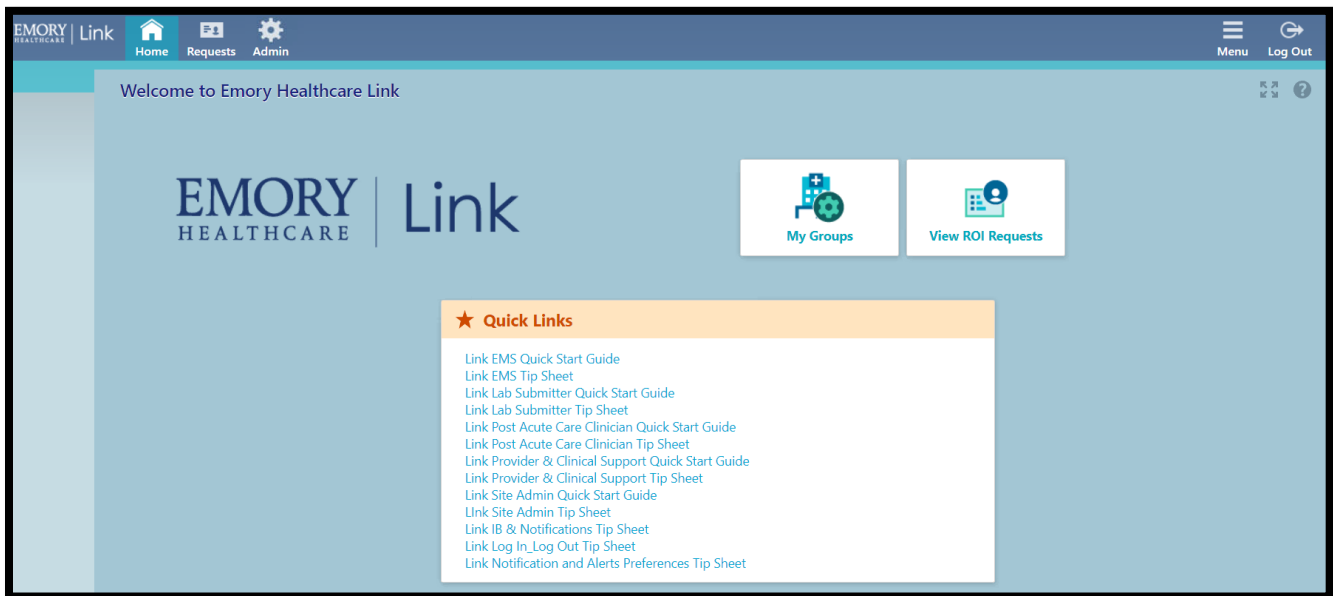 EMORY HEALTHCARE | Link
Home
Requests
Admin
Menu
Log Out
Welcome to Emory Healthcare Link
EMORY
HEALTHCARE
Link
My Groups
View ROI Requests
Quick Links
Link EMS Quick Start Guide
Link EMS Tip Sheet
Link Lab Submitter Quick Start Guide
Link Lab Submitter Tip Sheet
Link Post Acute Care Clinician Quick Start Guide
Link Post Acute Care Clinician Tip Sheet
Link Provider & Clinical Support Quick Start Guide
Link Provider & Clinical Support Tip Sheet
Link Site Admin Quick Start Guide
LInk Site Admin Tip Sheet
Link IB & Notifications Tip Sheet
Link Log In_Log Out Tip Sheet
Link Notification and Alerts Preferences Tip Sheet